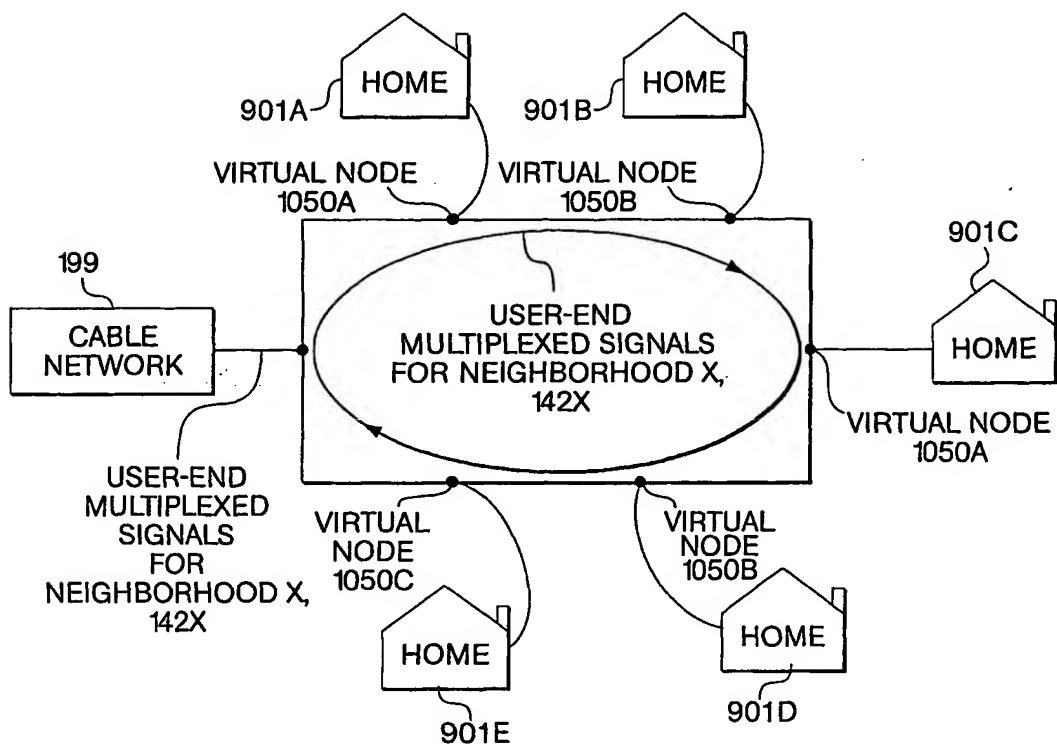 HOME
HOME
901A
901B
VIRTUAL NODE
1050A
VIRTUAL NODE
1050B
901C
HOME
199
CABLE
NETWORK
USER-END
MULTIPLEXED SIGNALS
FOR NEIGHBORHOOD X,
142X
VIRTUAL NODE
1050A
USER-END
MULTIPLEXED
SIGNALS
FOR
NEIGHBORHOOD X,
142X
VIRTUAL
NODE
1050C
VIRTUAL
NODE
1050B
HOME
HOME
901E
901D